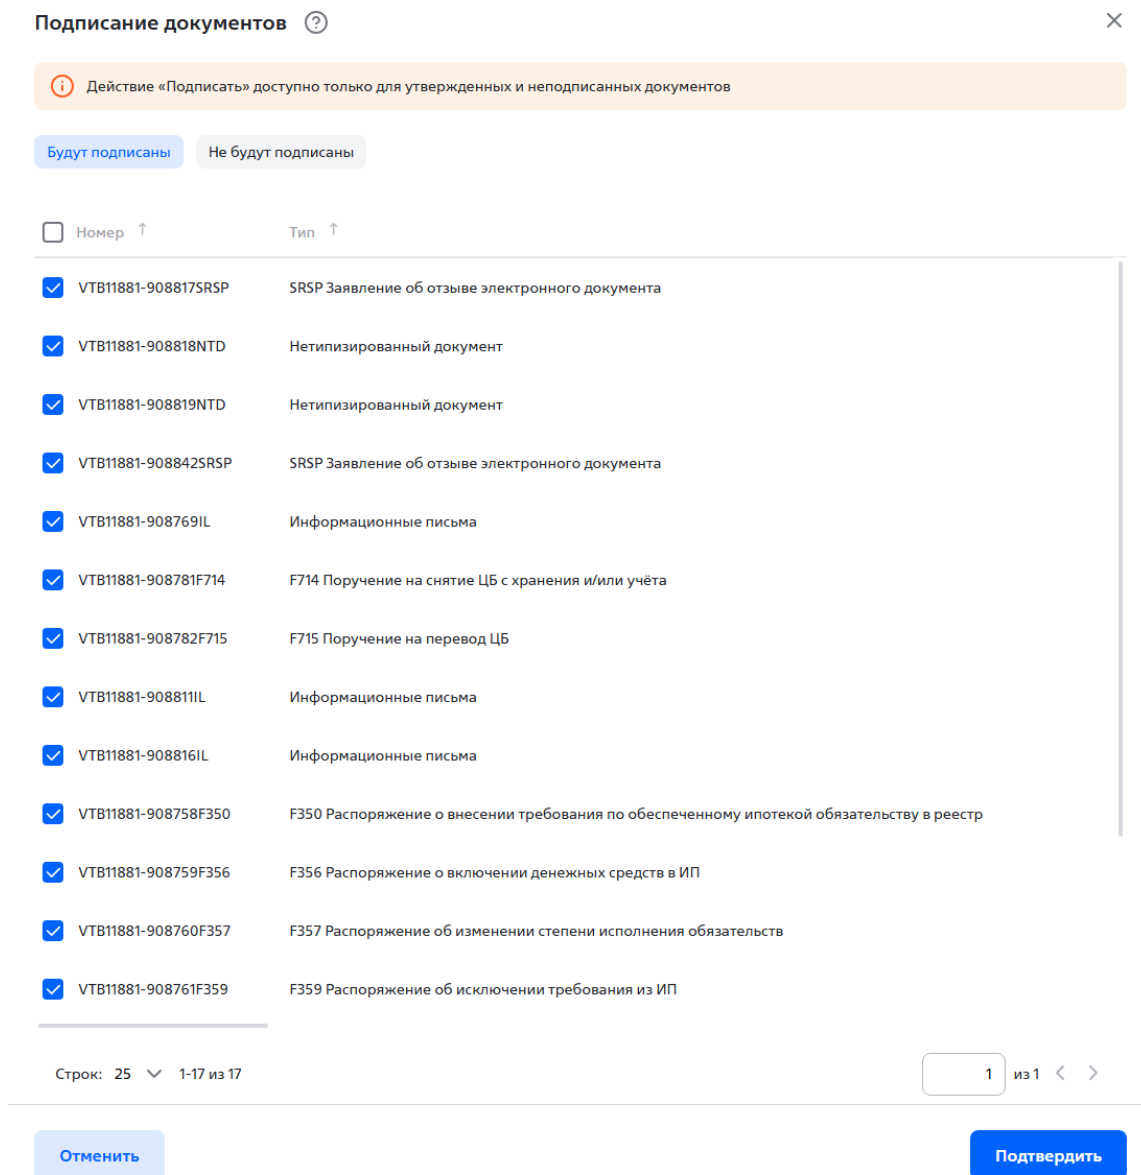 Подписание документов
Действие «Подписать» доступно только для утвержденных и неподписанных документов
Будут подписаны Не будут подписаны
Номер Тип
VTB11881-908817SRSP SRSP Заявление об отзыве электронного документа
VTB11881-908818NTD Нетипизированный документ
VTB11881-908819NTD Нетипизированный документ
VTB11881-908842SRSP SRSP Заявление об отзыве электронного документа
VTB11881-908769IL Информационные письма
VTB11881-908781F714 F714 Поручение на снятие ЦБ с хранения и/или учёта
VTB11881-908782F715 F715 Поручение на перевод ЦБ
VTB11881-908811IL Информационные письма
VTB11881-908816IL Информационные письма
VTB11881-908758F350 F350 Распоряжение о внесении требования по обеспеченному ипотекой обязательству в реестр
VTB11881-908759F356 F356 Распоряжение о включении денежных средств в ИП
VTB11881-908760F357 F357 Распоряжение об изменении степени исполнения обязательств
VTB11881-908761F359 F359 Распоряжение об исключении требования из ИП
Строк: 25 1-17 из 17 1 из 1
Отменить Подтвердить